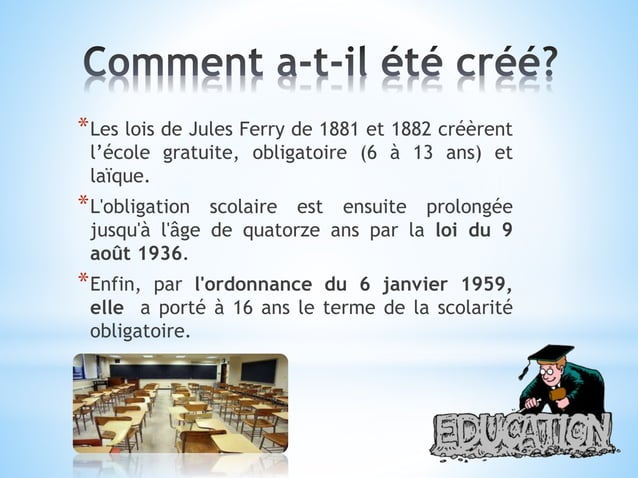 Comment a-t-il été créé?
*Les lois de Jules Ferry de 1881 et 1882 créèrent
l’école gratuite, obligatoire (6 à 13 ans) et
laïque.
*L'obligation scolaire est ensuite prolongée
jusqu'à l'âge de quatorze ans par la loi du 9
août 1936.
*Enfin, par l'ordonnance du 6 janvier 1959,
elle a porté à 16 ans le terme de la scolarité
obligatoire.
EDUCATION